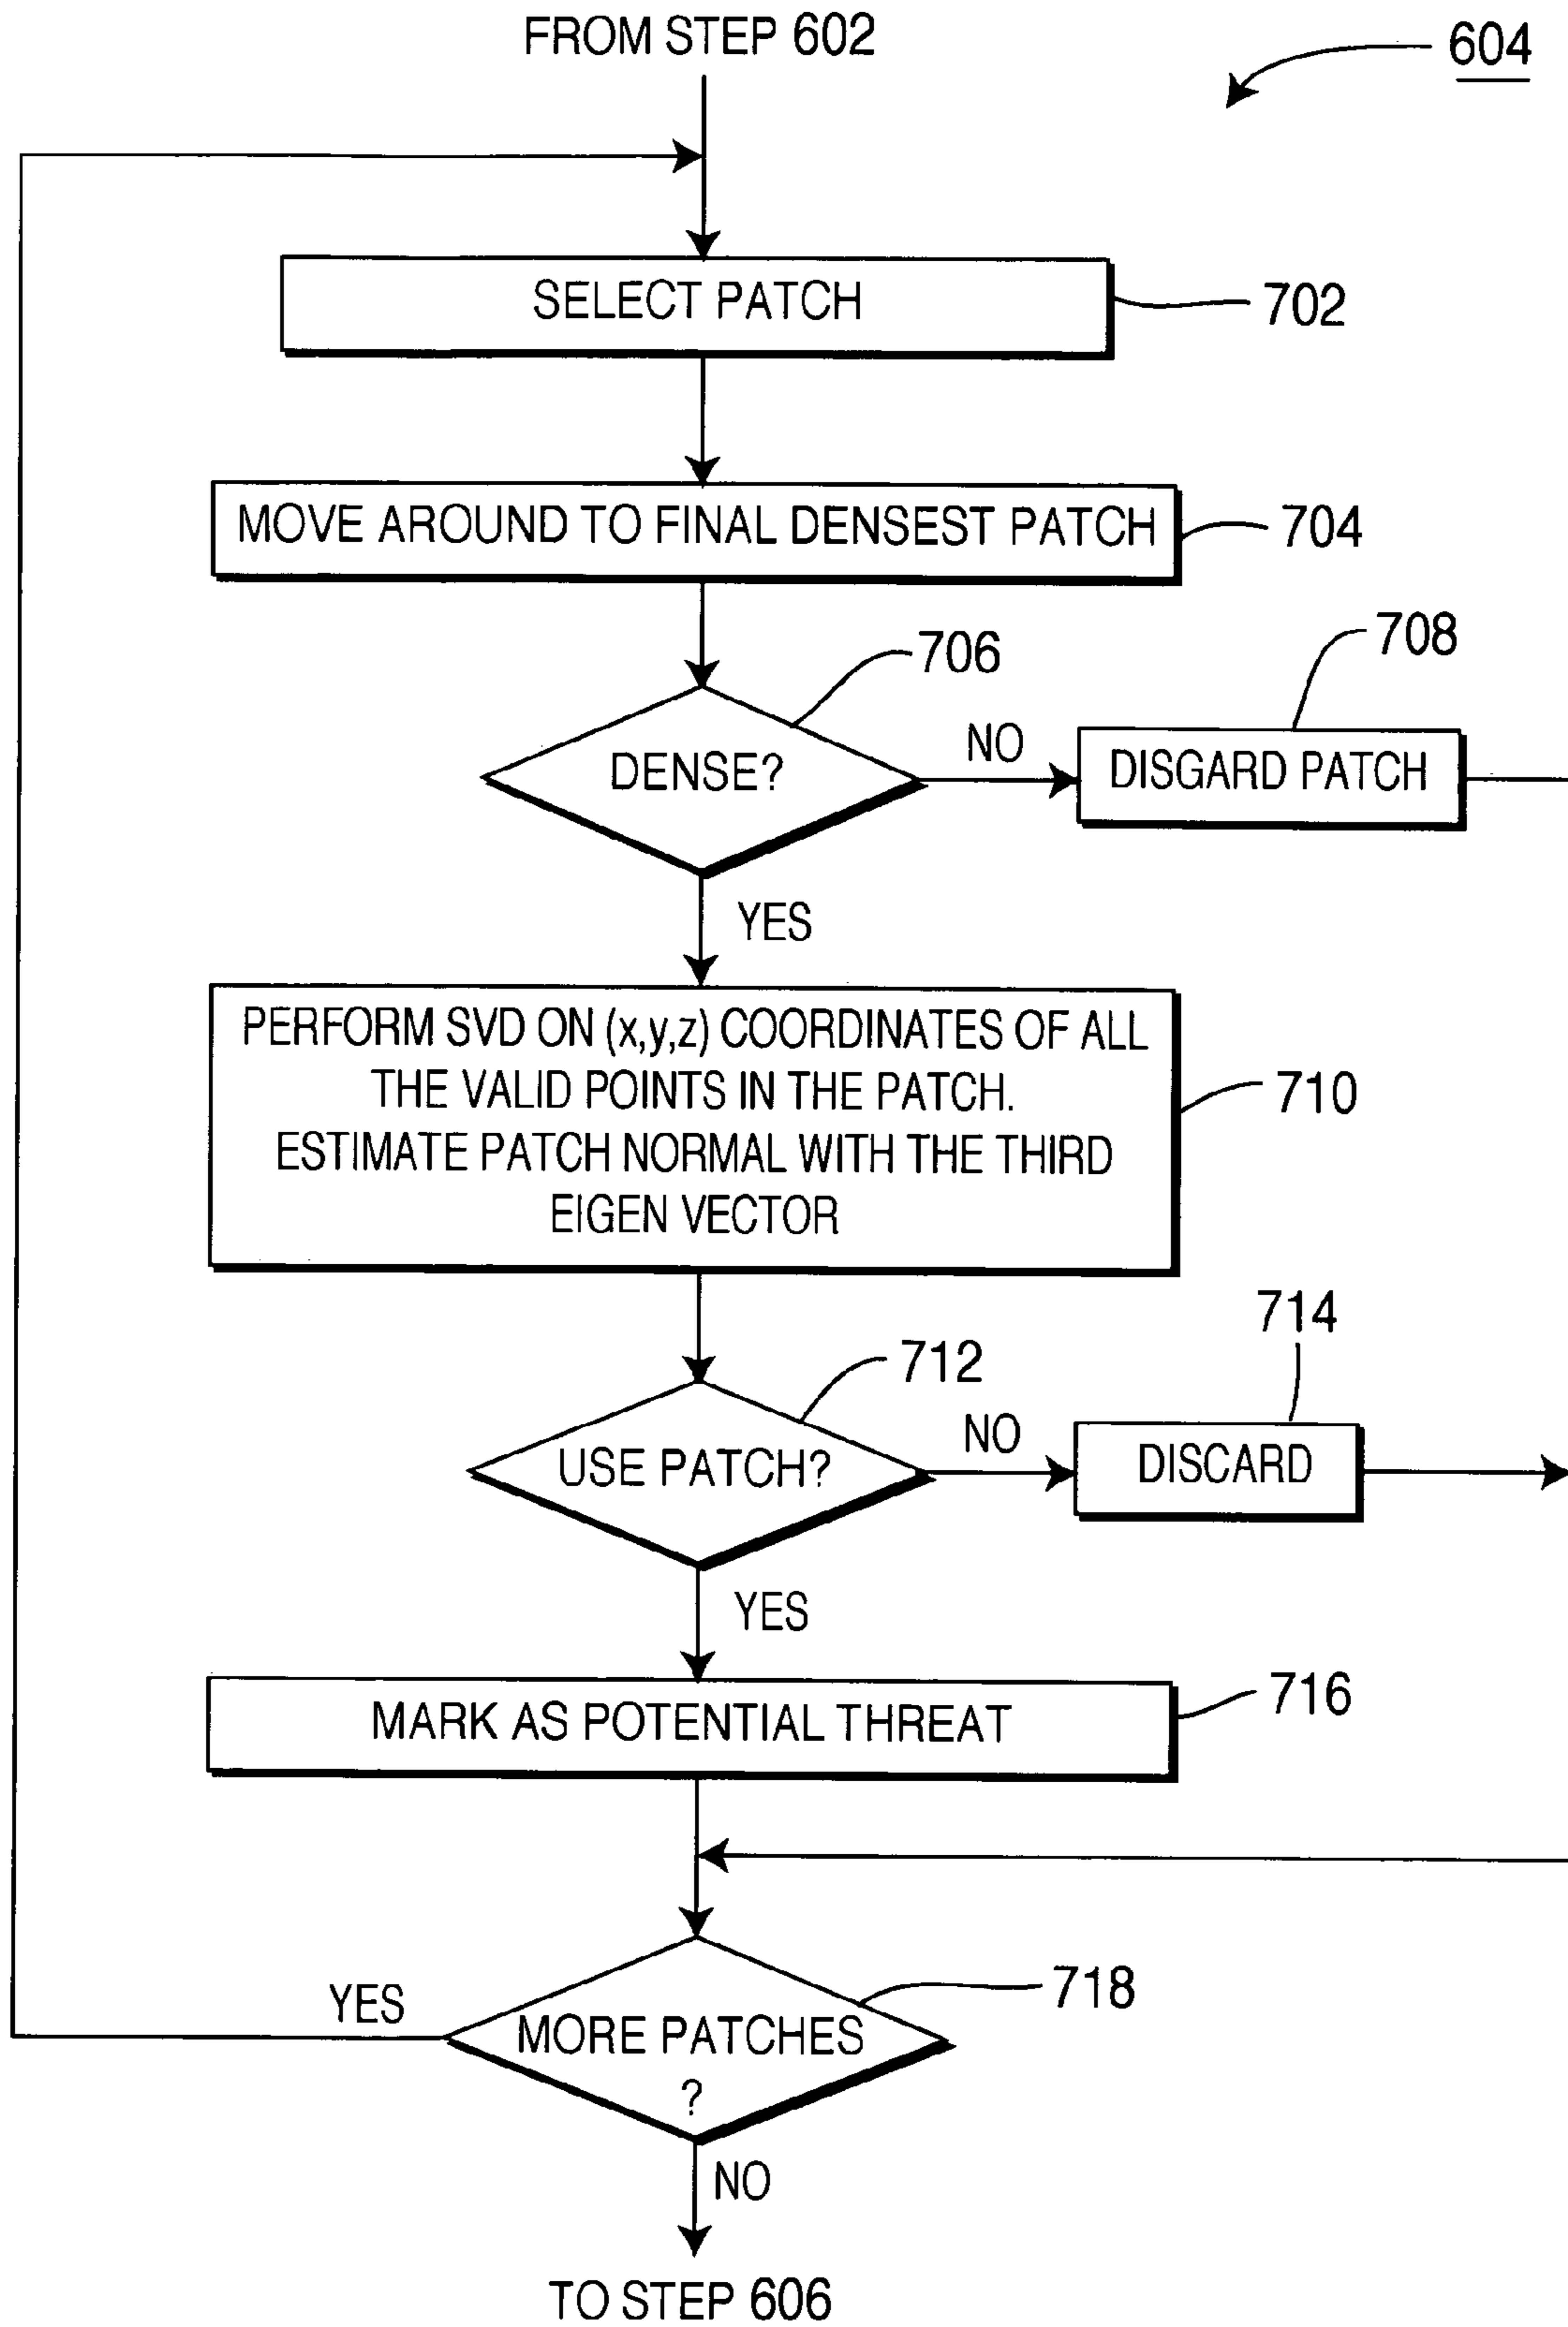 FROM STEP 602
604
SELECT PATCH
702
MOVE AROUND TO FINAL DENSEST PATCH
704
706
708
DENSE?
NO
DISGARD PATCH
YES
PERFORM SVD ON (x,y,z) COORDINATES OF ALL
THE VALID POINTS IN THE PATCH.
ESTIMATE PATCH NORMAL WITH THE THIRD
EIGEN VECTOR
710
712
714
USE PATCH?
NO
DISCARD
YES
MARK AS POTENTIAL THREAT
716
718
YES
MORE PATCHES
?
NO
TO STEP 606